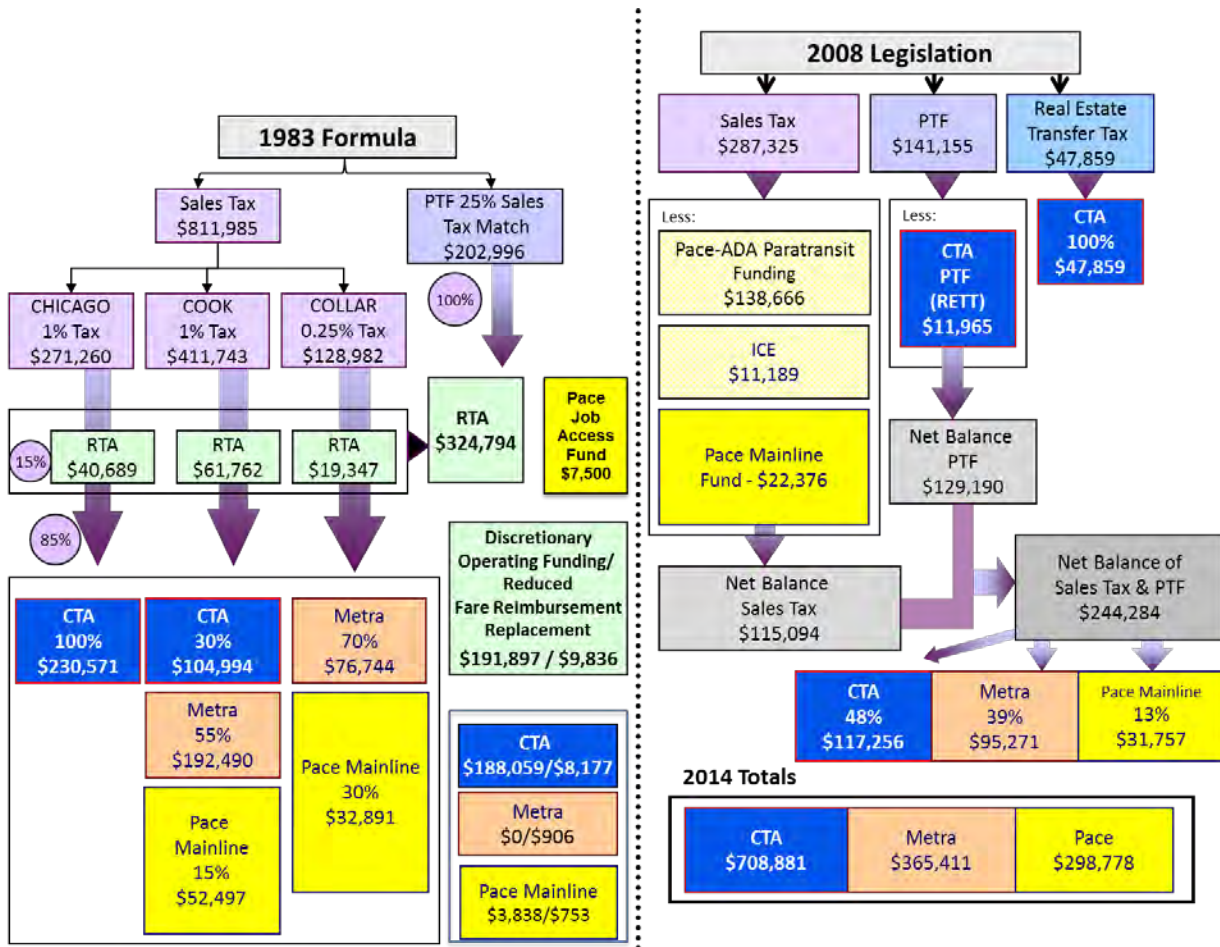 1983 Formula
Sales Tax
$811,985
PTF 25% Sales
Tax Match
$202,996
CHICAGO
1% Tax
$271,260
COOK
1% Tax
$411,743
COLLAR
0.25% Tax
$128,982
100%
15%
RTA
$40,689
RTA
$61,762
RTA
$19,347
RTA
$324,794
Pace
Job
Access
Fund
$7,500
85%
CTA
100%
$230,571
CTA
30%
$104,994
Metra
55%
$192,490
Pace
Mainline
15%
$52,497
Metra
70%
$76,744
Pace Mainline
30%
$32,891
Discretionary
Operating Funding/
Reduced
Fare Reimbursement
Replacement
$191,897 / $9,836
CTA
$188,059/$8,177
Metra
$0/$906
Pace Mainline
$3,838/$753
2008 Legislation
Sales Tax
$287,325
PTF
$141,155
Real Estate
Transfer Tax
$47,859
Less:
Pace-ADA Paratransit
Funding
$138,666
ICE
$11,189
Pace Mainline
Fund - $22,376
Less:
CTA
PTF
(RETT)
$11,965
CTA
100%
$47,859
Net Balance
PTF
$129,190
Net Balance
Sales Tax
$115,094
Net Balance of
Sales Tax & PTF
$244,284
CTA
48%
$117,256
Metra
39%
$95,271
Pace Mainline
13%
$31,757
2014 Totals
CTA
$708,881
Metra
$365,411
Pace
$298,778